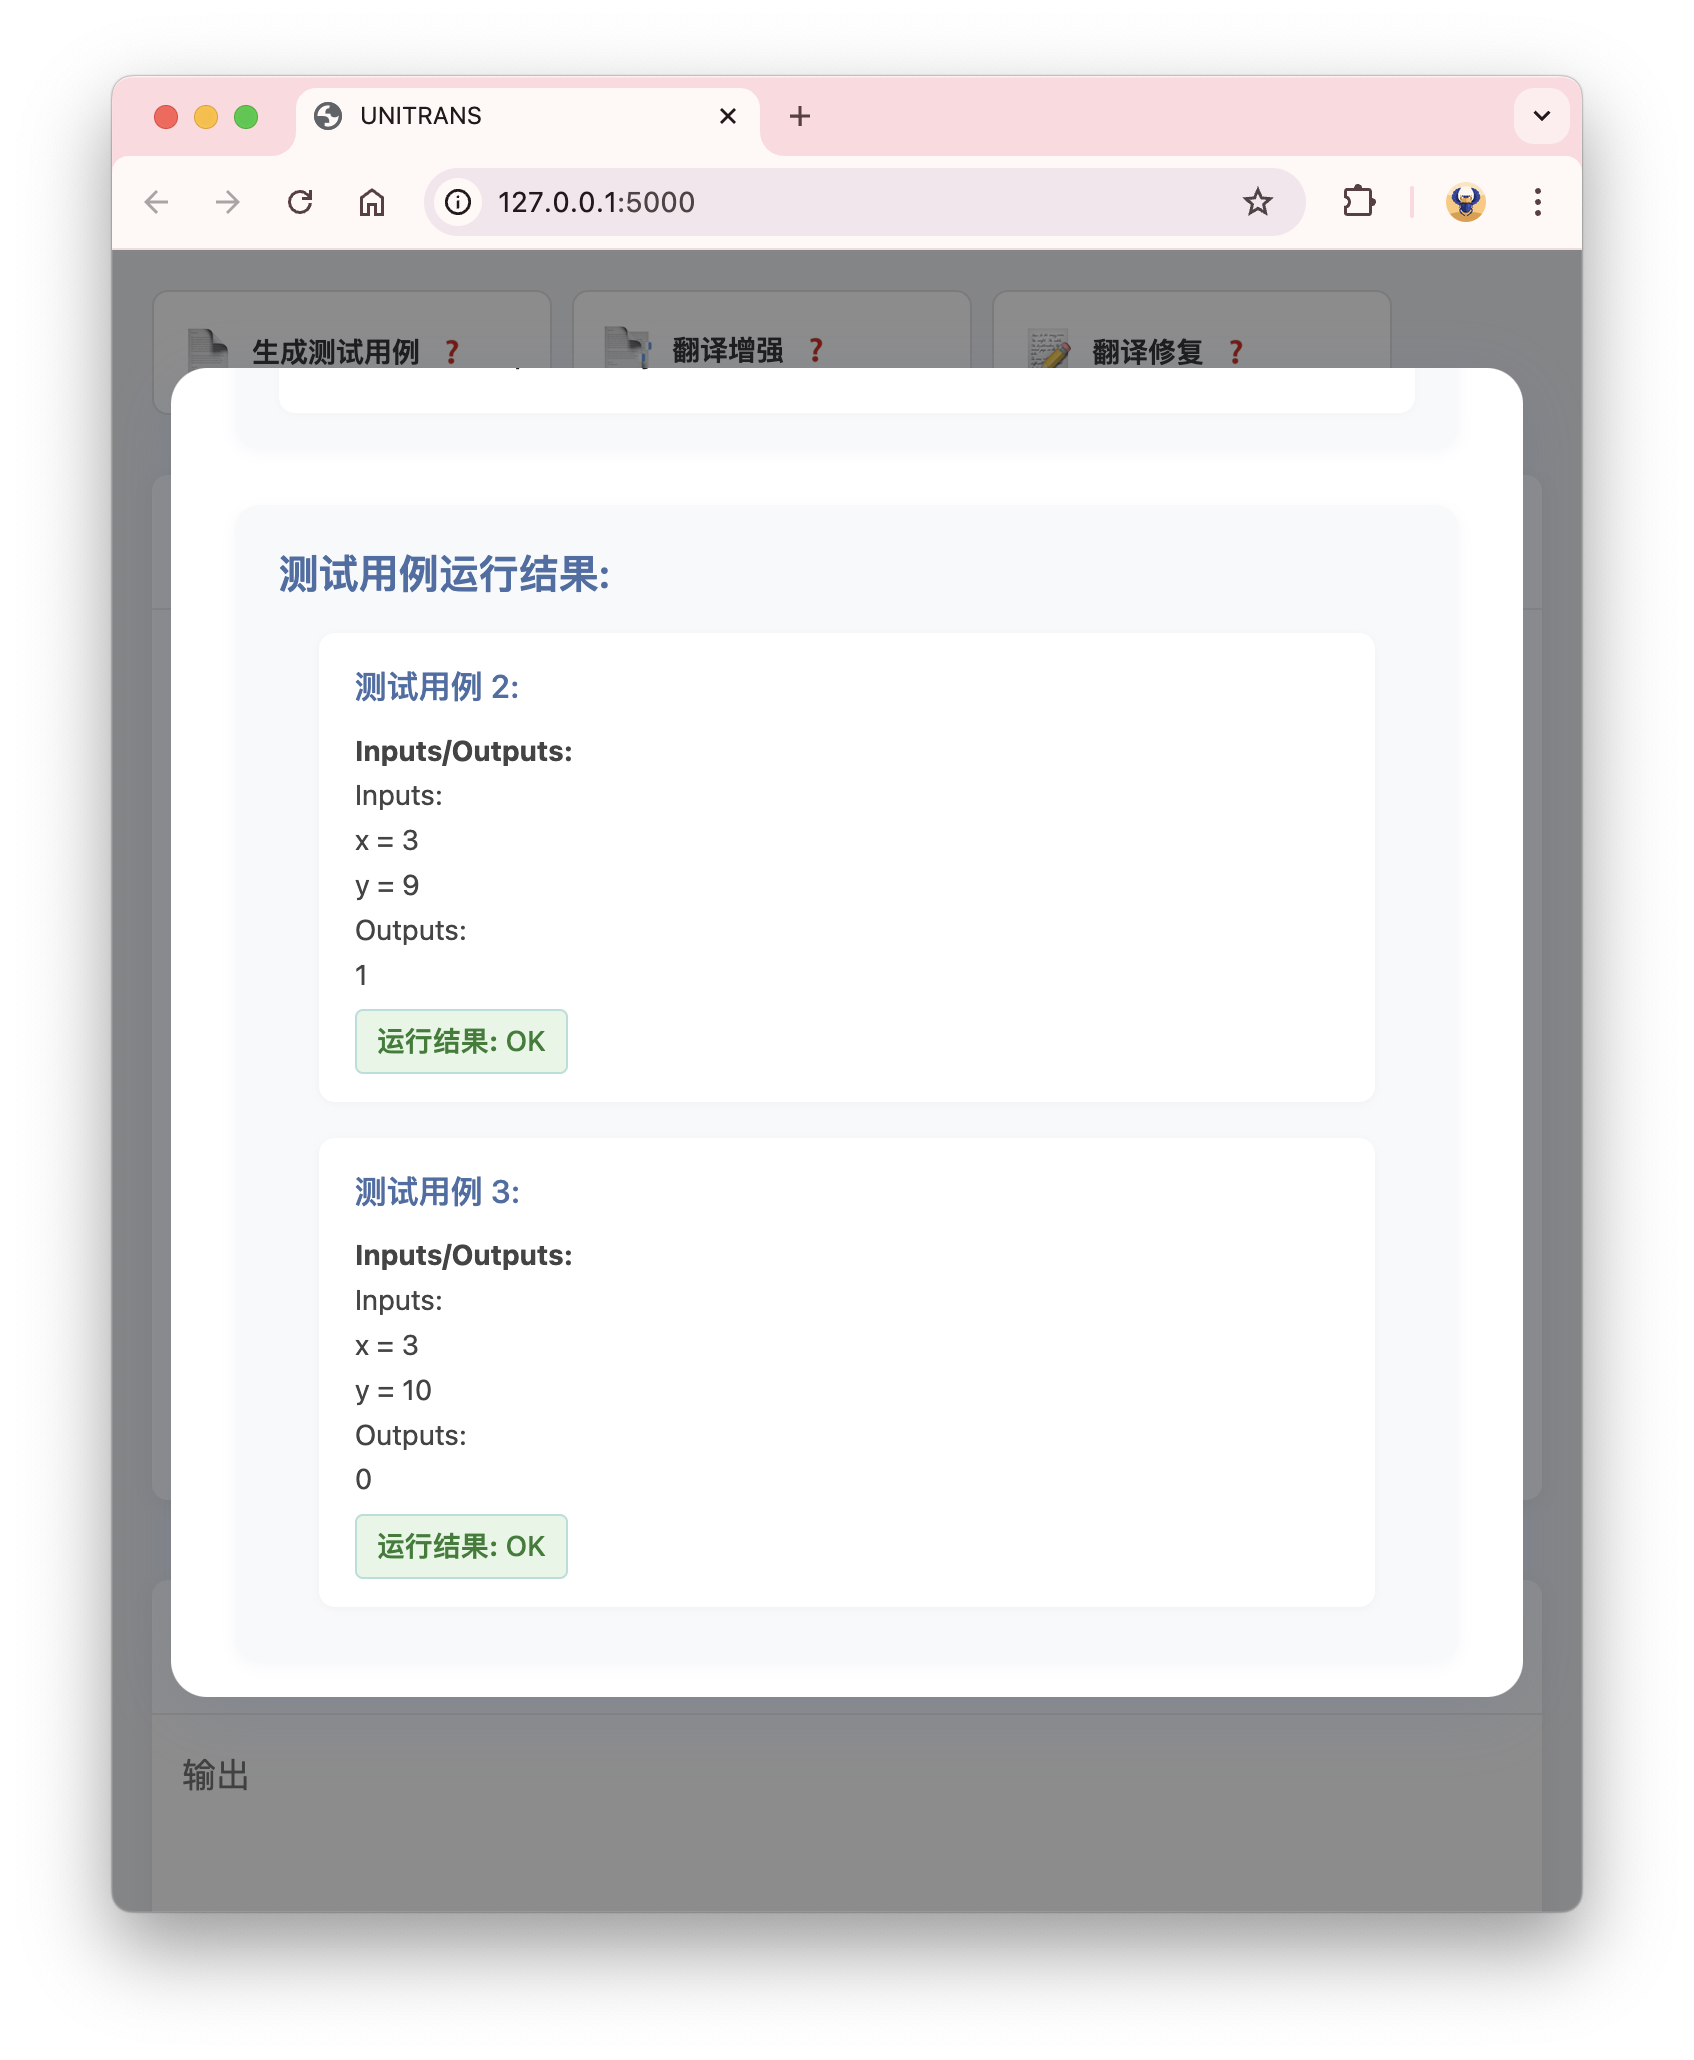 UNITRANS
127.0.0.1:5000
生成测试用例 ❓ 翻译增强 ❓ 翻译修复 ❓
测试用例运行结果:
测试用例 2:
Inputs/Outputs:
Inputs:
x = 3
y = 9
Outputs:
1
运行结果: OK
测试用例 3:
Inputs/Outputs:
Inputs:
x = 3
y = 10
Outputs:
0
运行结果: OK
输出